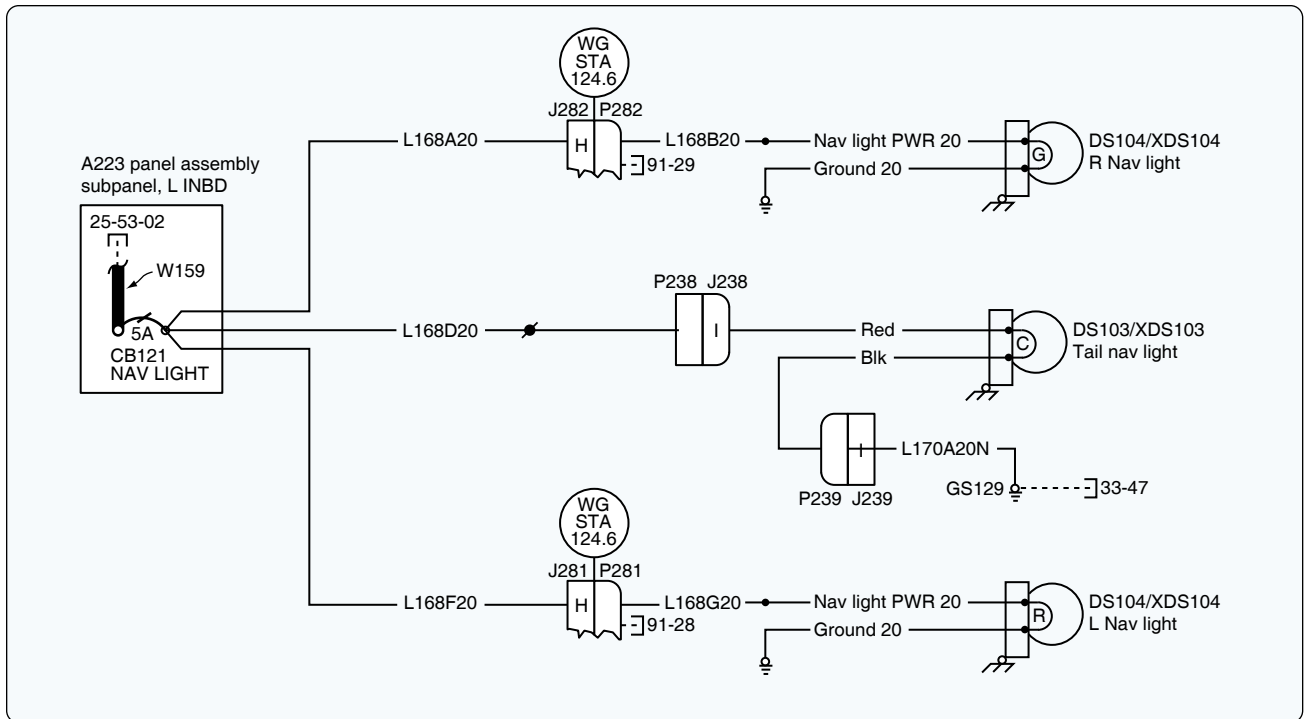 WG
STA
124.6
J282 P282
L168A20
H
L168B20
91-29
Nav light PWR 20
Ground 20
G
DS104/XDS104
R Nav light
A223 panel assembly
subpanel, L INBD
25-53-02
W159
5A
CB121
NAV LIGHT
L168D20
P238 J238
I
Red
Blk
C
DS103/XDS103
Tail nav light
I
L170A20N
P239 J239
GS129
33-47
WG
STA
124.6
J281 P281
L168F20
H
L168G20
91-28
Nav light PWR 20
Ground 20
R
DS104/XDS104
L Nav light